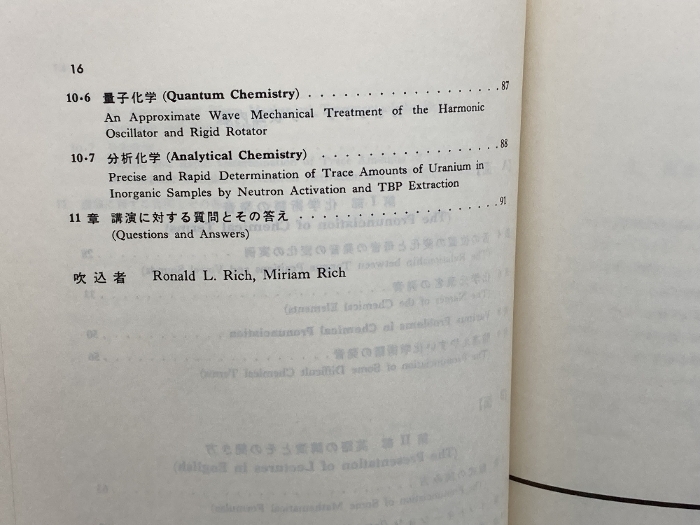 16
10·6 量子化学 (Quantum Chemistry) . . . . . . . . . . . . . . . . . . 87
An Approximate Wave Mechanical Treatment of the Harmonic
Oscillator and Rigid Rotator
10·7 分析化学 (Analytical Chemistry) . . . . . . . . . . . . . . . . . 88
Precise and Rapid Determination of Trace Amounts of Uranium in
Inorganic Samples by Neutron Activation and TBP Extraction
11 章 講演に対する質問とその答え . . . . . . . . . . . . . . . . . . . 91
(Questions and Answers)
吹込者 Ronald L. Rich, Miriam Rich